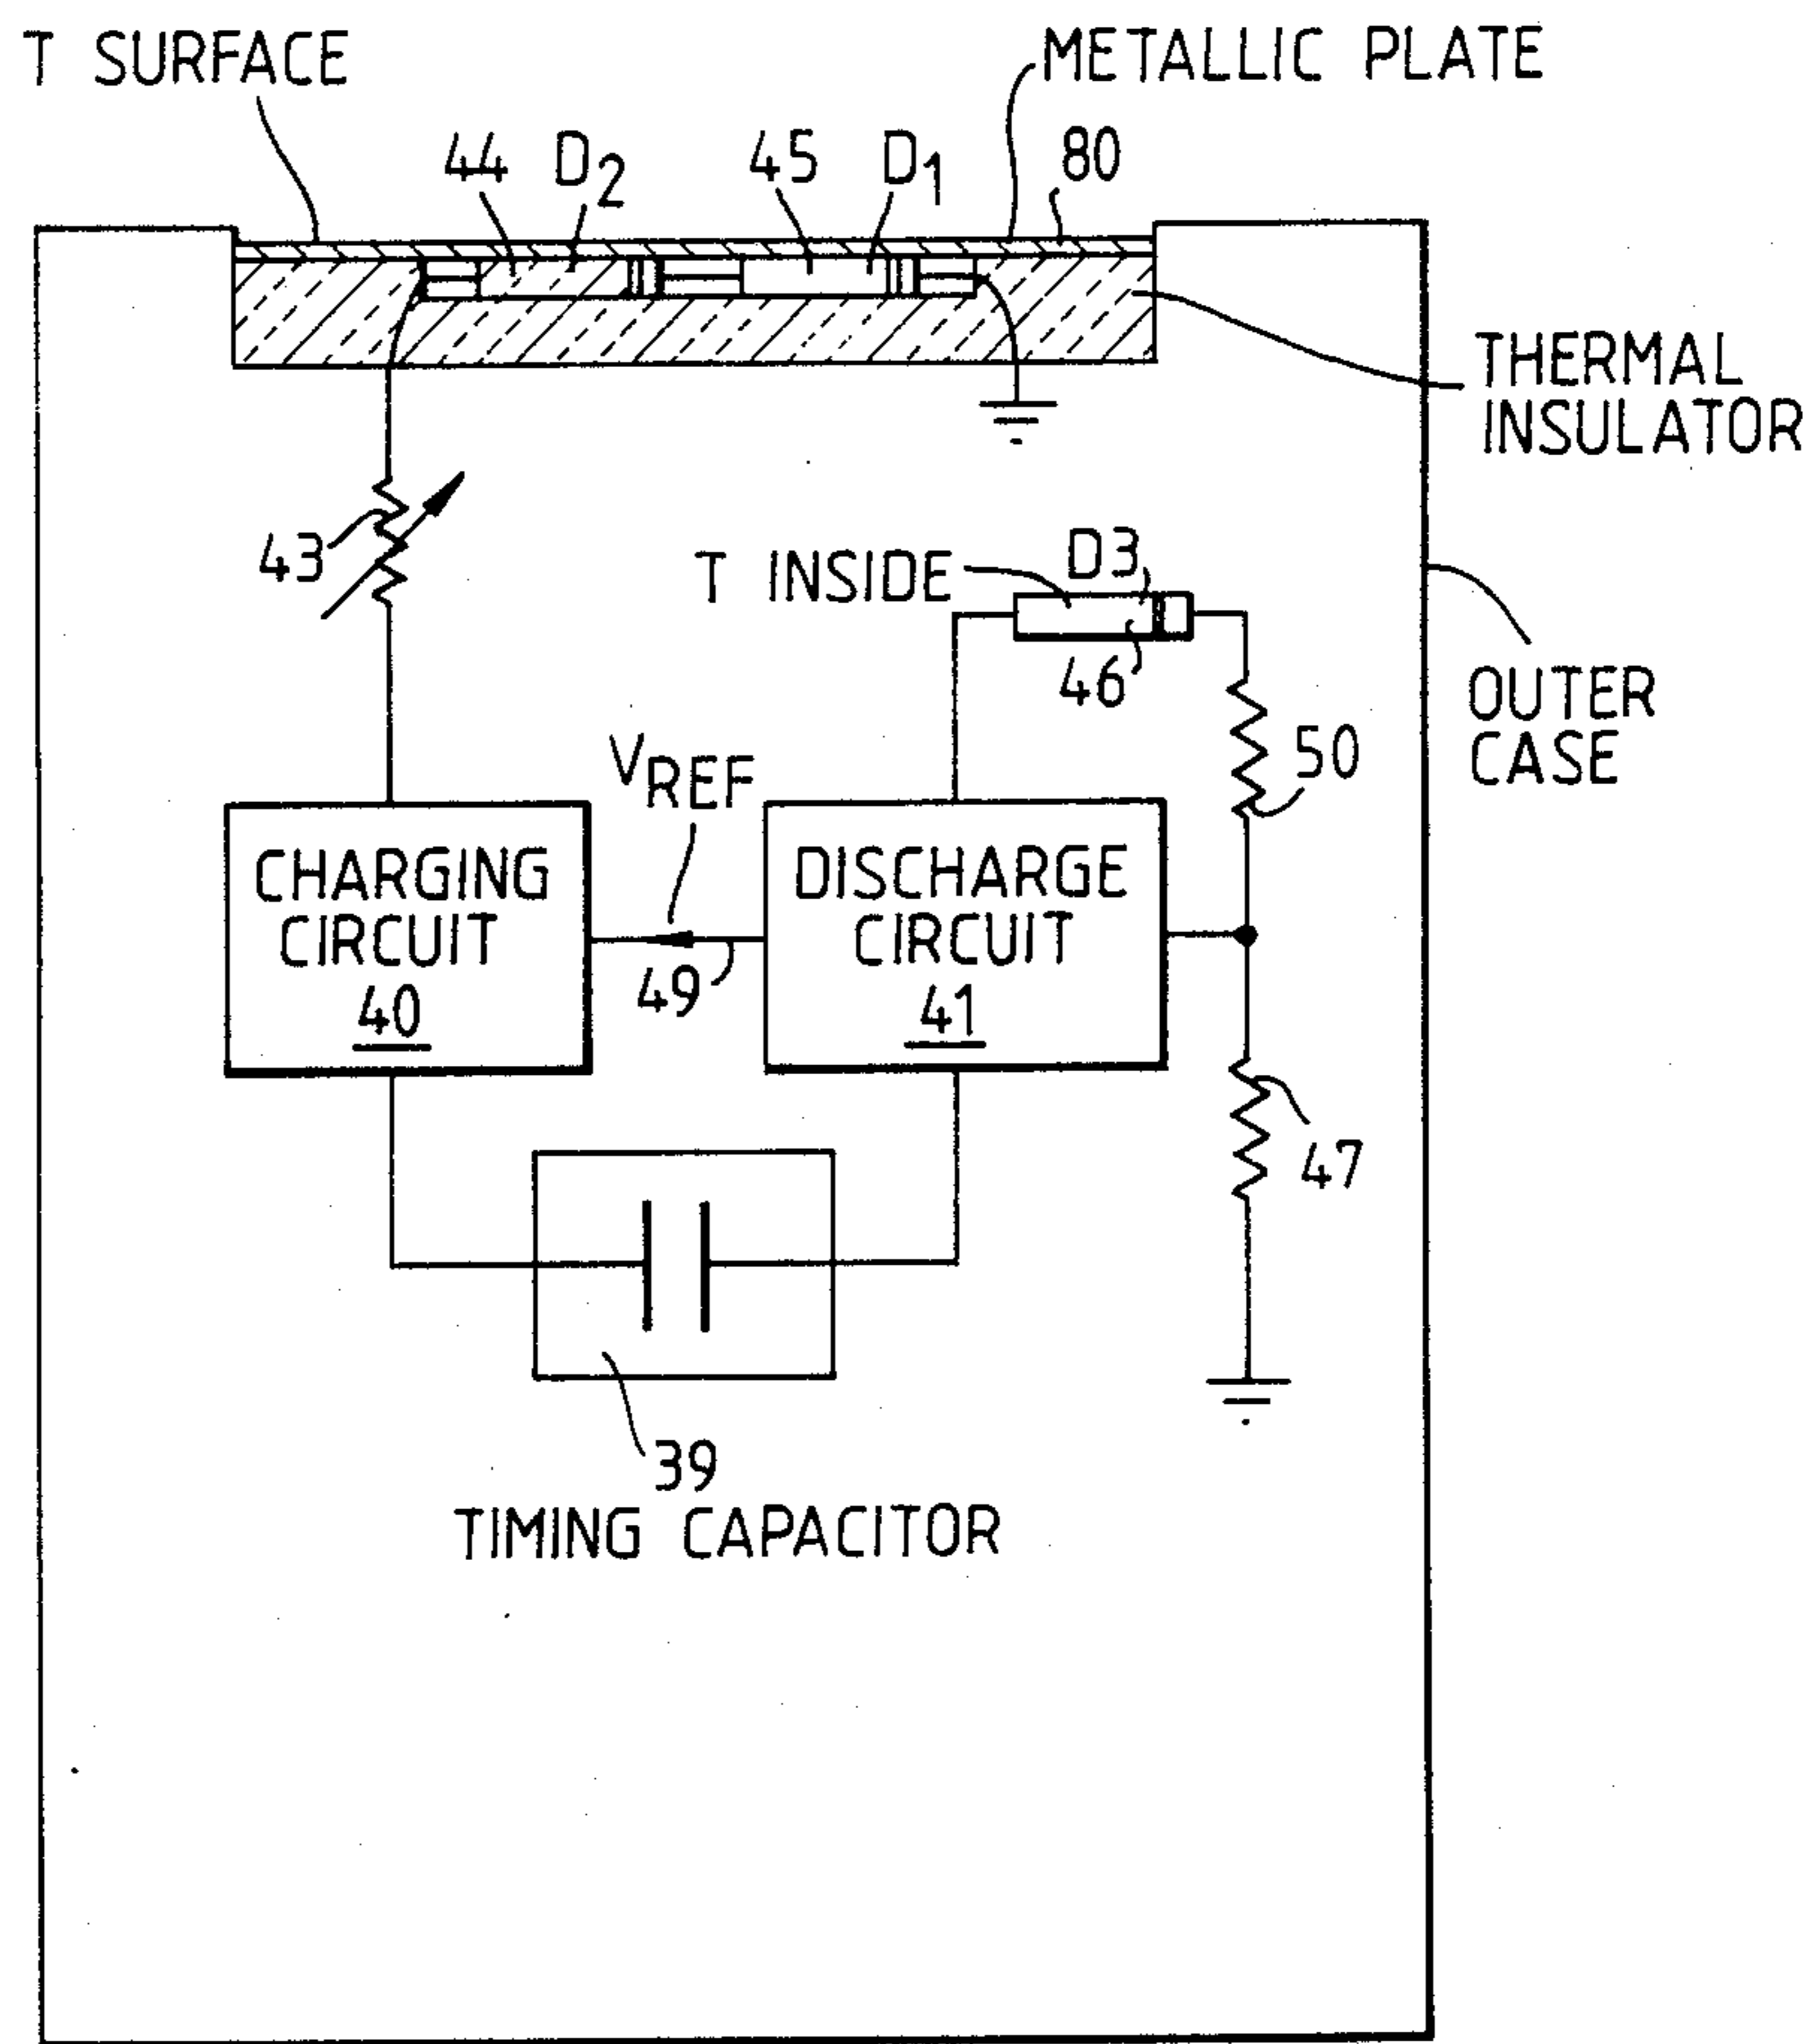 T SURFACE
METALLIC PLATE
44 D2 45 D1 80
THERMAL
INSULATOR
43
T INSIDE
D3
46
OUTER
CASE
50
VREF
CHARGING
CIRCUIT
40
49
DISCHARGE
CIRCUIT
41
47
39
TIMING CAPACITOR